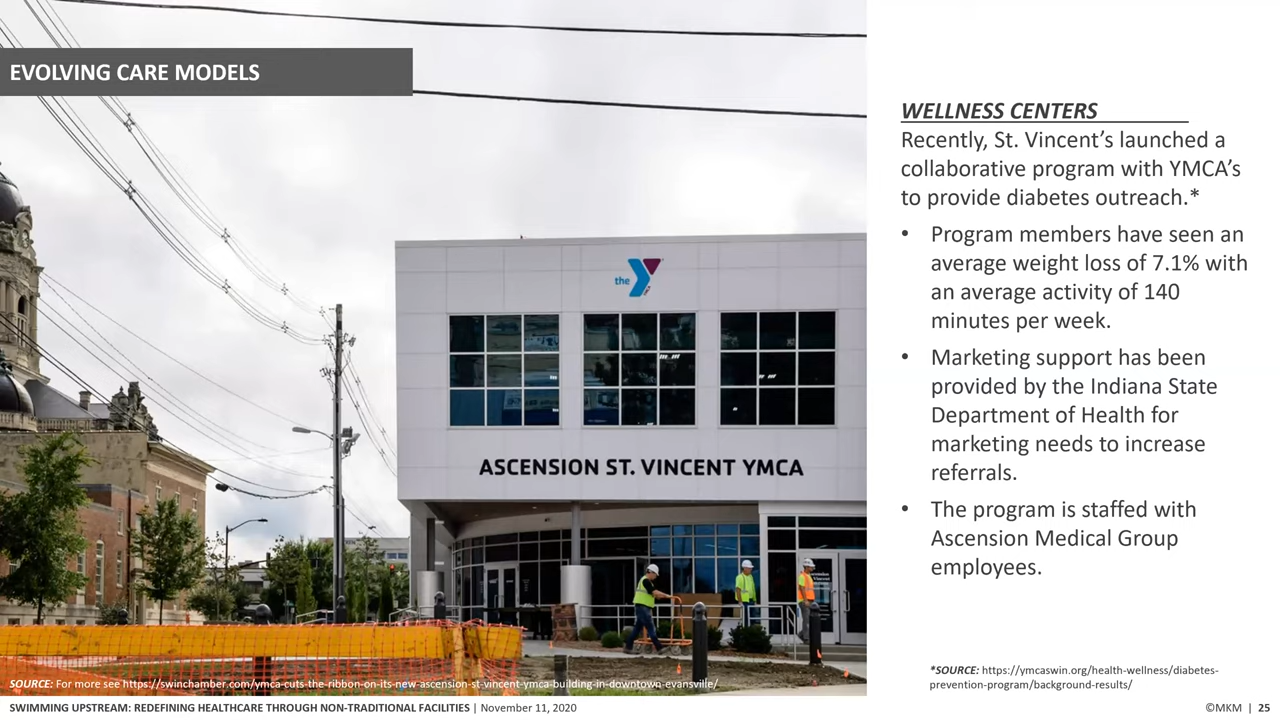 EVOLVING CARE MODELS
the
ASCENSION ST. VINCENT YMCA
SOURCE: For more see https://swinchamber.com/ymca-cuts-the-ribbon-on-its-new-ascension-st-vincent-ymca-building-in-downtown-evansville/
WELLNESS CENTERS
Recently, St. Vincent’s launched a
collaborative program with YMCA’s
to provide diabetes outreach.*
• Program members have seen an
average weight loss of 7.1% with
an average activity of 140
minutes per week.
• Marketing support has been
provided by the Indiana State
Department of Health for
marketing needs to increase
referrals.
• The program is staffed with
Ascension Medical Group
employees.
*SOURCE: https://ymcaswin.org/health-wellness/diabetes-
prevention-program/background-results/
SWIMMING UPSTREAM: REDEFINING HEALTHCARE THROUGH NON-TRADITIONAL FACILITIES | November 11, 2020
©MKM | 25